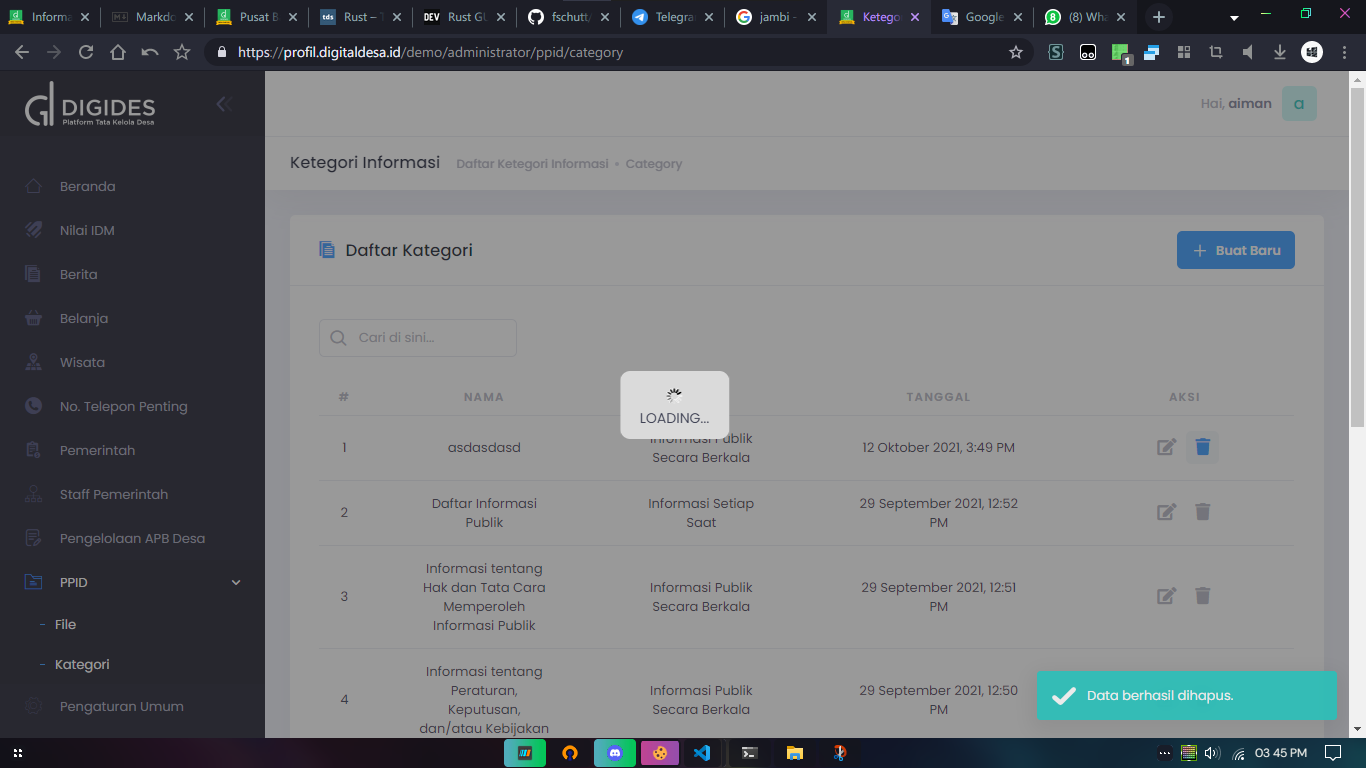 Informa
Markdo
Pusat B
tds
Rust – T
DEV
Rust GU
fschutt/
Telegra
jambi -
Ketego
Google
(8) Wha
https://profil.digitaldesa.id/demo/administrator/ppid/category
1
DIGIDES
Platform Tata Kelola Desa
Hai, aiman
a
Ketegori Informasi
Daftar Ketegori Informasi • Category
Beranda
Nilai IDM
Berita
Belanja
Wisata
No. Telepon Penting
Pemerintah
Staff Pemerintah
Pengelolaan APB Desa
PPID
File
Kategori
Pengaturan Umum
Daftar Kategori
Buat Baru
Cari di sini...
LOADING...
# NAMA TANGGAL AKSI
1 asdasdasd Informasi Publik
Secara Berkala 12 Oktober 2021, 3:49 PM
2 Daftar Informasi
Publik Informasi Setiap
Saat 29 September 2021, 12:52
PM
3 Informasi tentang
Hak dan Tata Cara
Memperoleh
Informasi Publik
Informasi Publik
Secara Berkala
29 September 2021, 12:51
PM
4 Informasi tentang
Peraturan,
Keputusan,
dan/atau Kebijakan
Informasi Publik
Secara Berkala
29 September 2021, 12:50
PM
Data berhasil dihapus.
03 45 PM